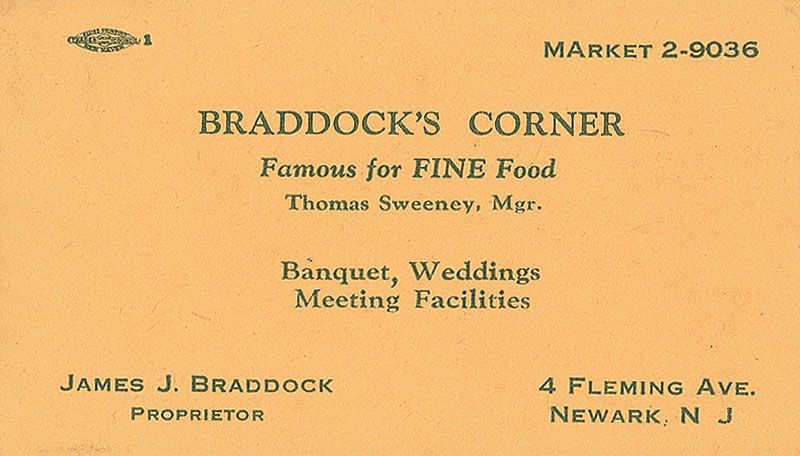 1
MArket 2-9036
BRADDOCK'S CORNER
Famous for FINE Food
Thomas Sweeney, Mgr.
Banquet, Weddings
Meeting Facilities
James J. Braddock
Proprietor
4 Fleming Ave.
Newark, N J